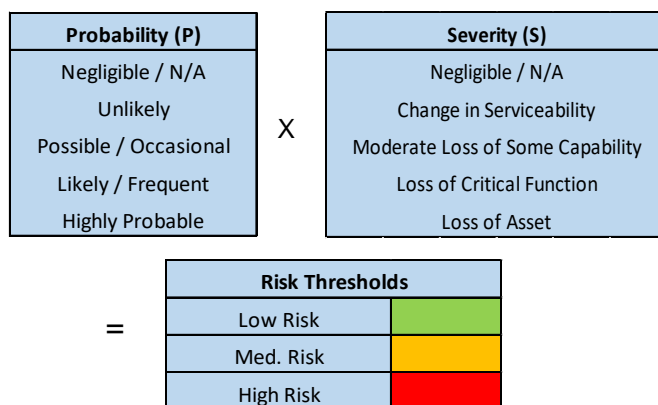 Probability (P)
Negligible / N/A
Unlikely
Possible / Occasional
Likely / Frequent
Highly Probable
X
Severity (S)
Negligible / N/A
Change in Serviceability
Moderate Loss of Some Capability
Loss of Critical Function
Loss of Asset
=
Risk Thresholds
Low Risk
Med. Risk
High Risk